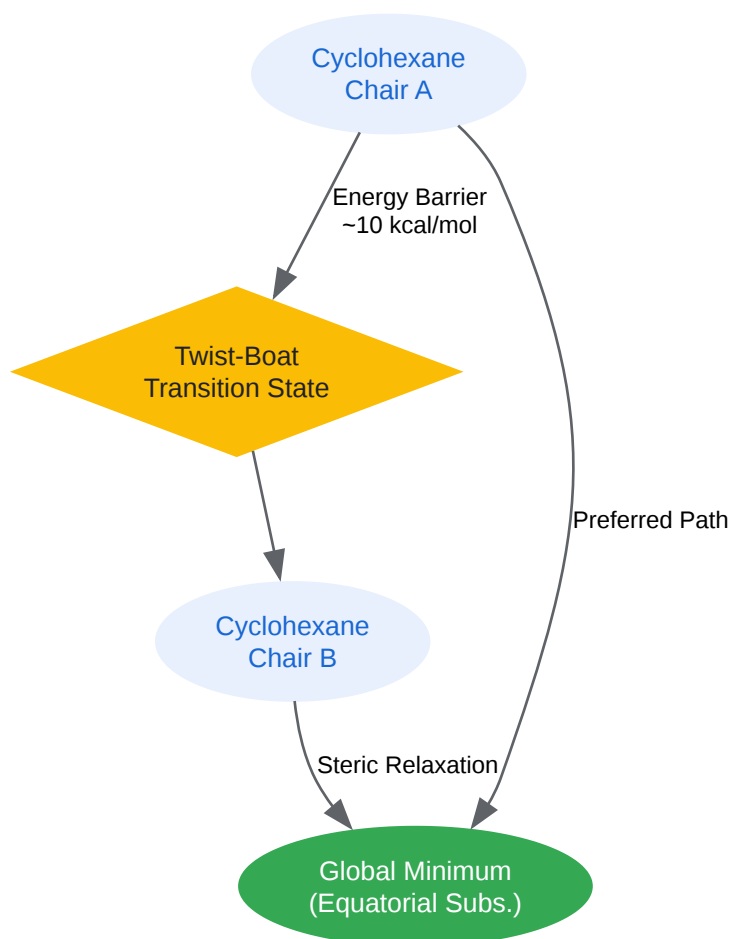 Cyclohexane
Chair A
Energy Barrier
~10 kcal/mol
Twist-Boat
Transition State
Preferred Path
Cyclohexane
Chair B
Steric Relaxation
Global Minimum
(Equatorial Subs.)